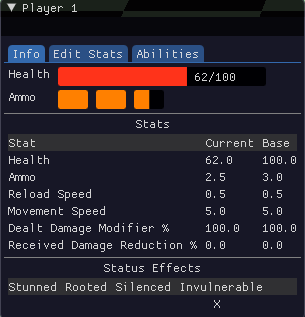 Player 1
Info Edit Stats Abilities
Health 62/100
Ammo
Stats
Stat Current Base
Health 62.0 100.0
Ammo 2.5 3.0
Reload Speed 0.5 0.5
Movement Speed 5.0 5.0
Dealt Damage Modifier % 100.0 100.0
Received Damage Reduction % 0.0 0.0
Status Effects
Stunned Rooted Silenced Invulnerable
X